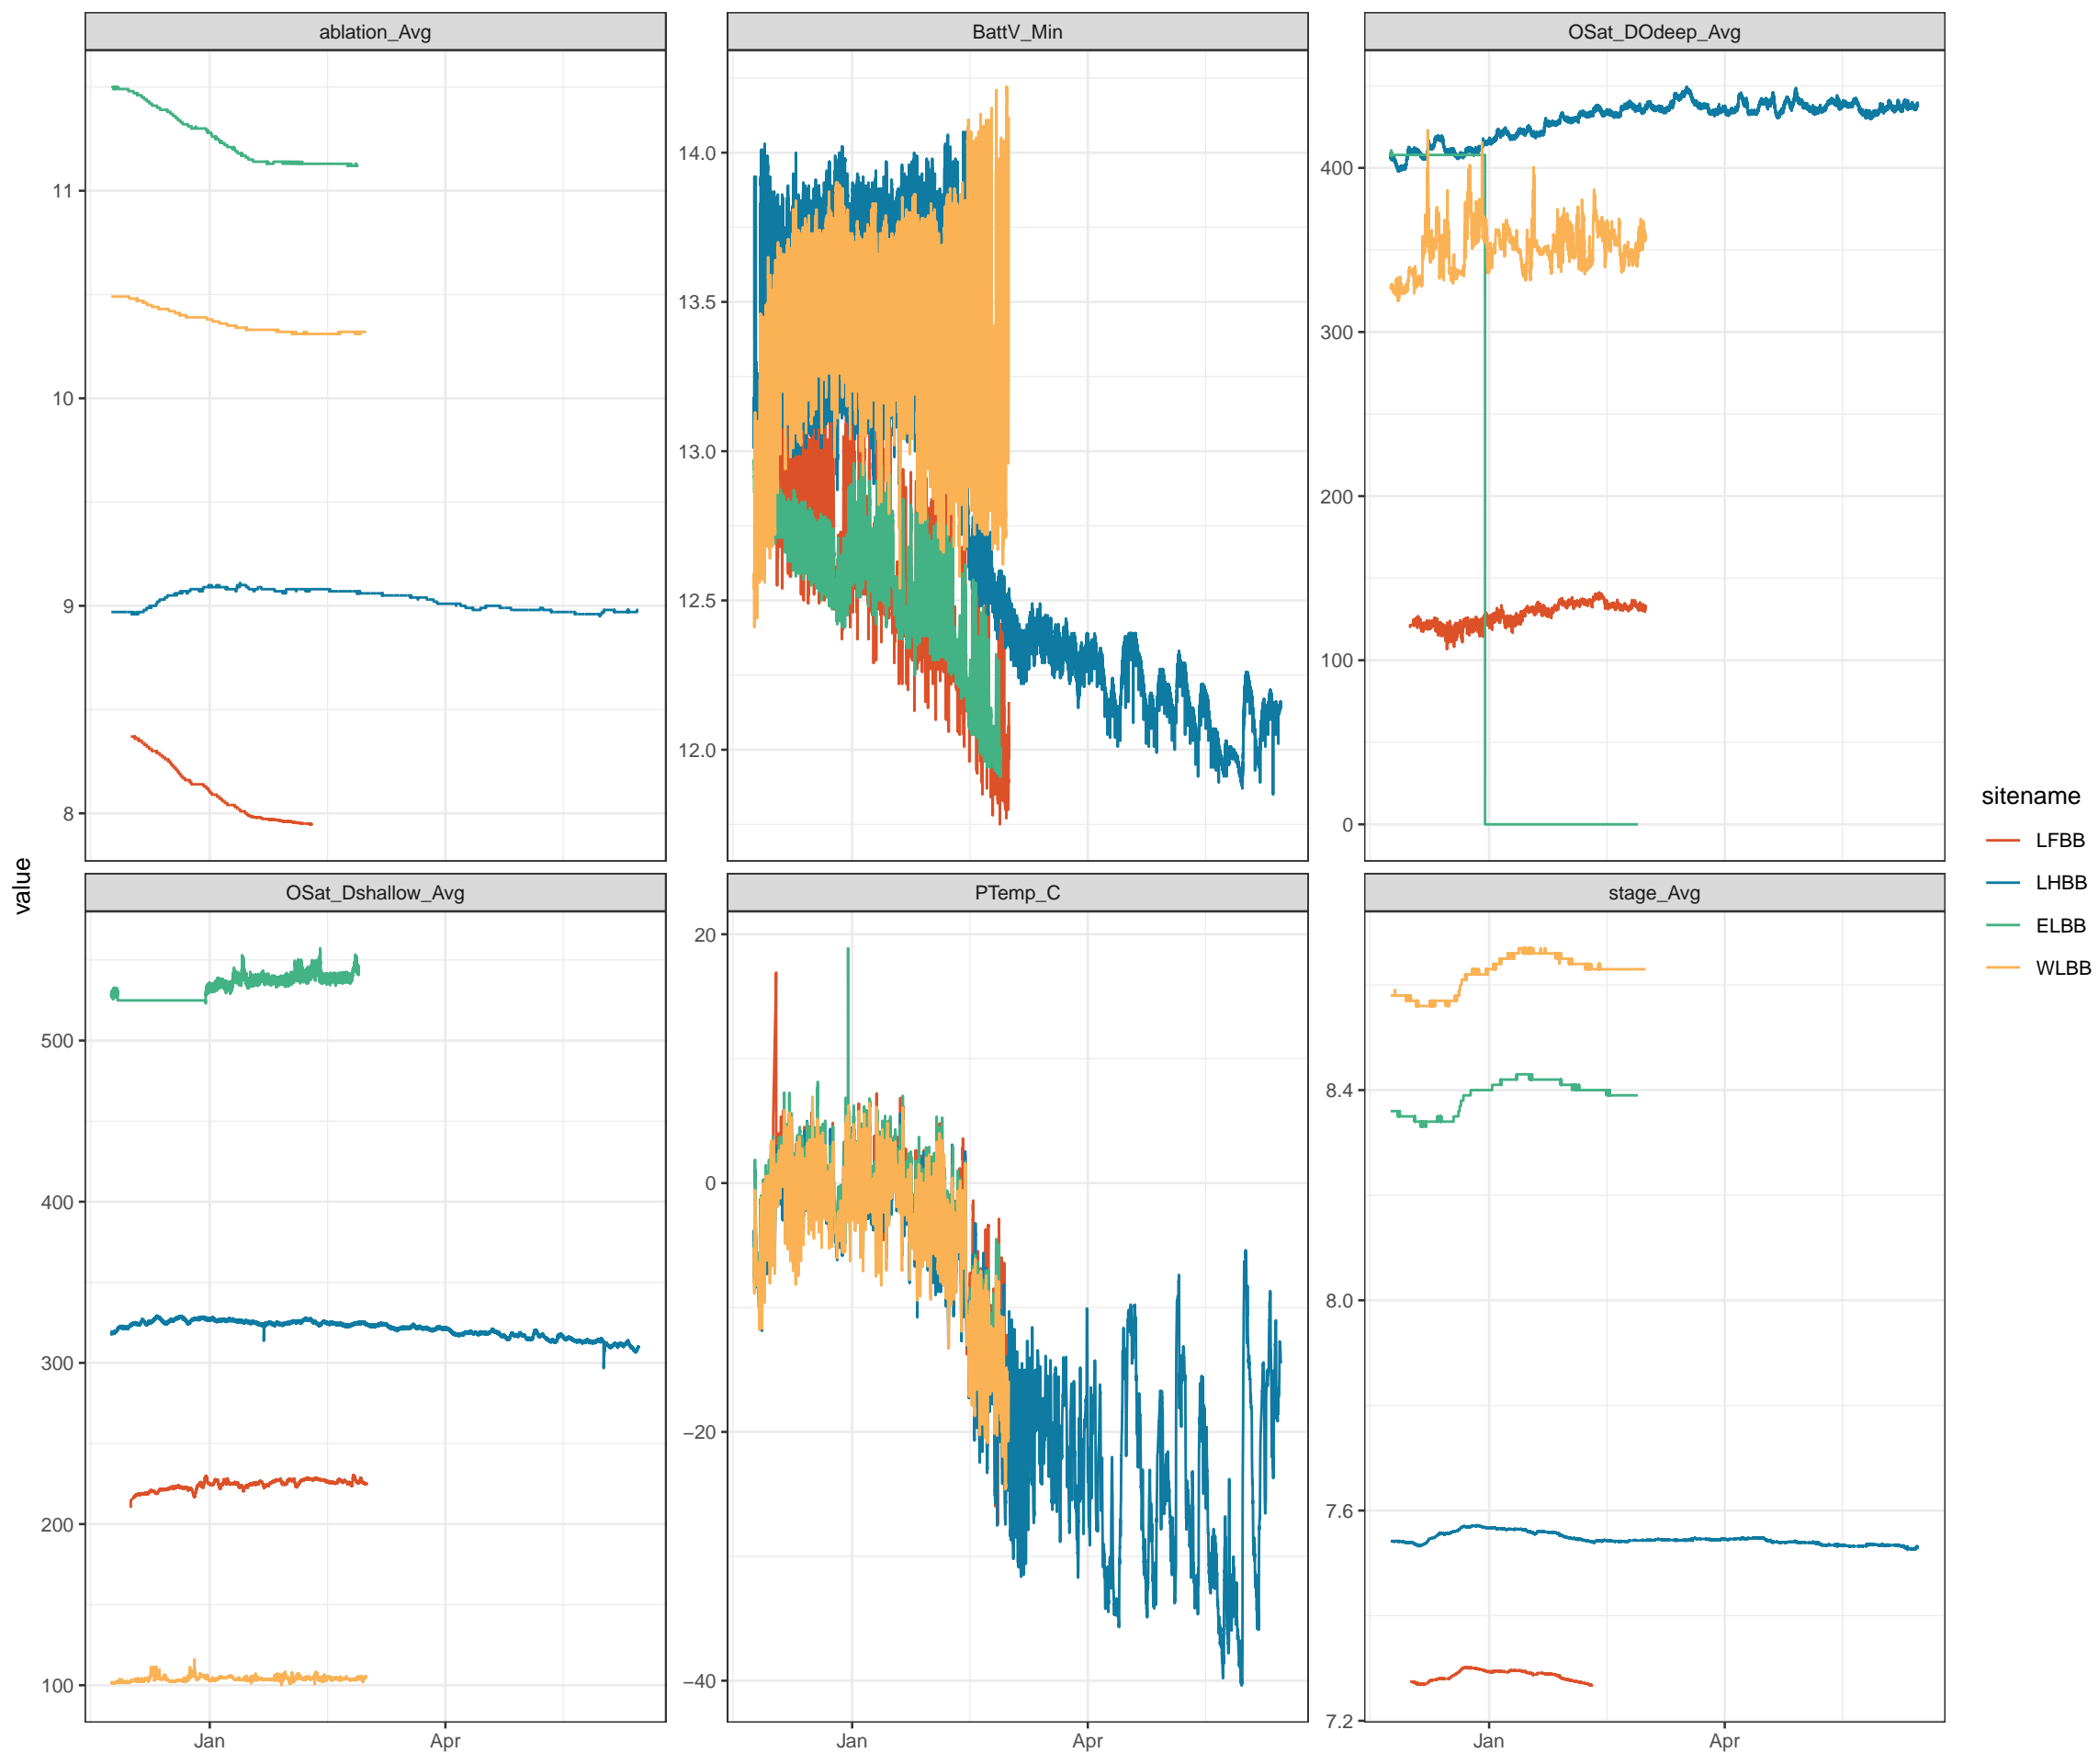 ablation_Avg
BattV_Min
OSat_DOdeep_Avg
11
10
9
8
14.0
13.5
13.0
12.5
12.0
400
300
200
100
0
value
OSat_Dshallow_Avg
PTemp_C
stage_Avg
500
400
300
200
100
20
0
−20
−40
8.4
8.0
7.6
7.2
Jan Apr
Jan Apr
Jan Apr
sitename
LFBB
LHBB
ELBB
WLBB